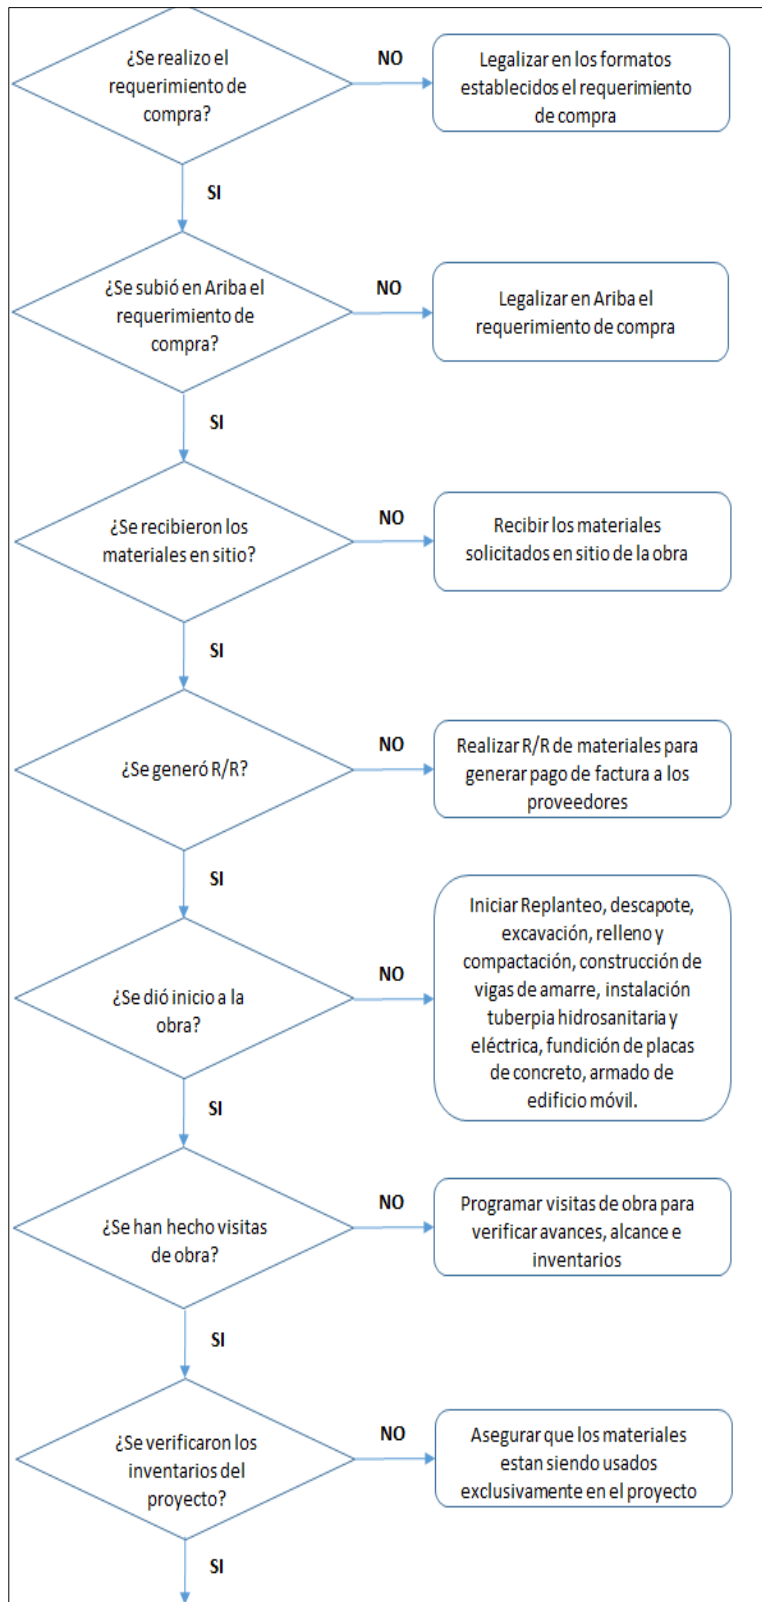 ¿Se realizo el
requerimiento de
compra?
NO
Legalizar en los formatos
establecidos el requerimiento
de compra
SI
¿Se subió en Ariba el
requerimiento de
compra?
NO
Legalizar en Ariba el
requerimiento de compra
SI
¿Se recibieron los
materiales en sitio?
NO
Recibir los materiales
solicitados en sitio de la obra
SI
¿Se generó R/R?
NO
Realizar R/R de materiales para
generar pago de factura a los
proveedores
SI
¿Se dió inicio a la
obra?
NO
Iniciar Replanteo, descapote,
excavación, relleno y
compactación, construcción de
vigas de amarre, instalación
tuberpia hidrosanitaria y
eléctrica, fundición de placas
de concreto, armado de
edificio móvil.
SI
¿Se han hecho visitas
de obra?
NO
Programar visitas de obra para
verificar avances, alcance e
inventarios
SI
¿Se verificaron los
inventarios del
proyecto?
NO
Asegurar que los materiales
estan siendo usados
exclusivamente en el proyecto
SI